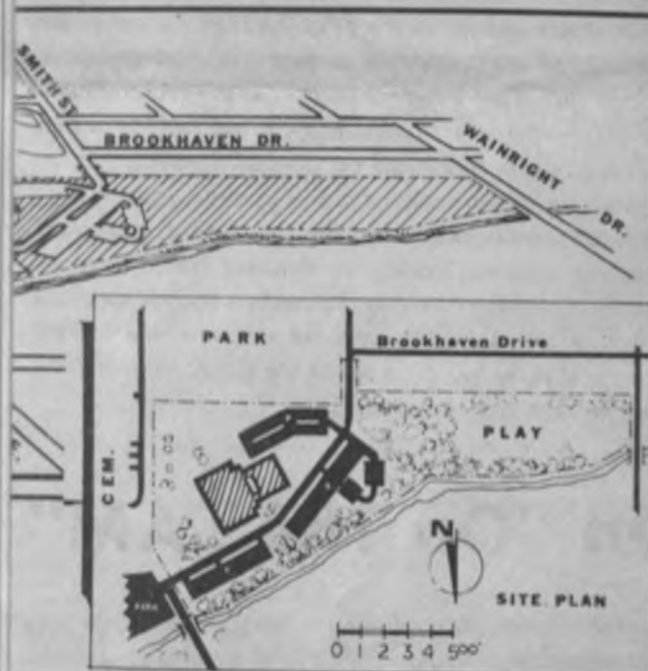 SMITH ST.
BROOKHAVEN DR.
WAINRIGHT DR.
PARK
Brookhaven Drive
PLAY
CEM.
N
SITE PLAN
0 1 2 3 4 500'